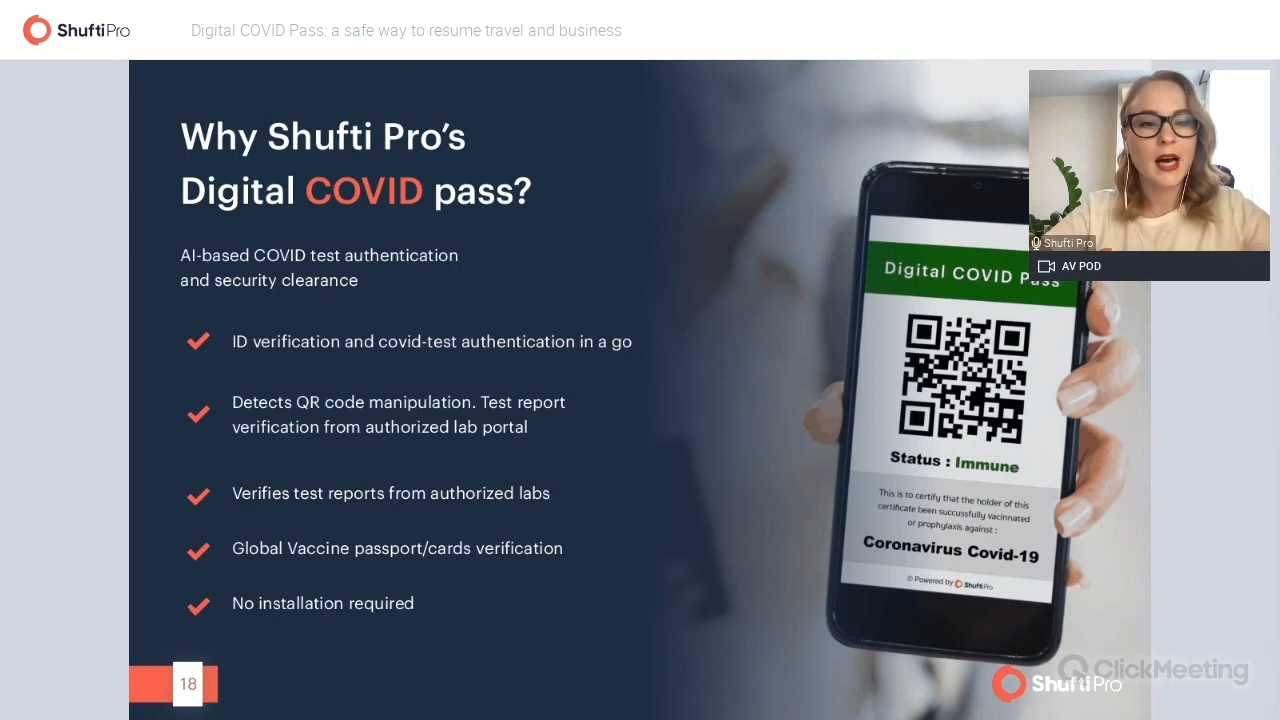 ShuftiPro
Digital COVID Pass: a safe way to resume travel and business
Why Shufti Pro's
Digital COVID pass?
AI-based COVID test authentication
and security clearance
ID verification and covid-test authentication in a go
Detects QR code manipulation. Test report
verification from authorized lab portal
Verifies test reports from authorized labs
Global Vaccine passport/cards verification
No installation required
18
Shufti Pro
AV POD
Digital COVID Pass
Status : Immune
This is to certify that the holder of this
certificate been succussfully vacinnated
or prophylaxis against :
Coronavirus Covid-19
© Powered by ShuftiPro
ShuftiPro
ClickMeeting